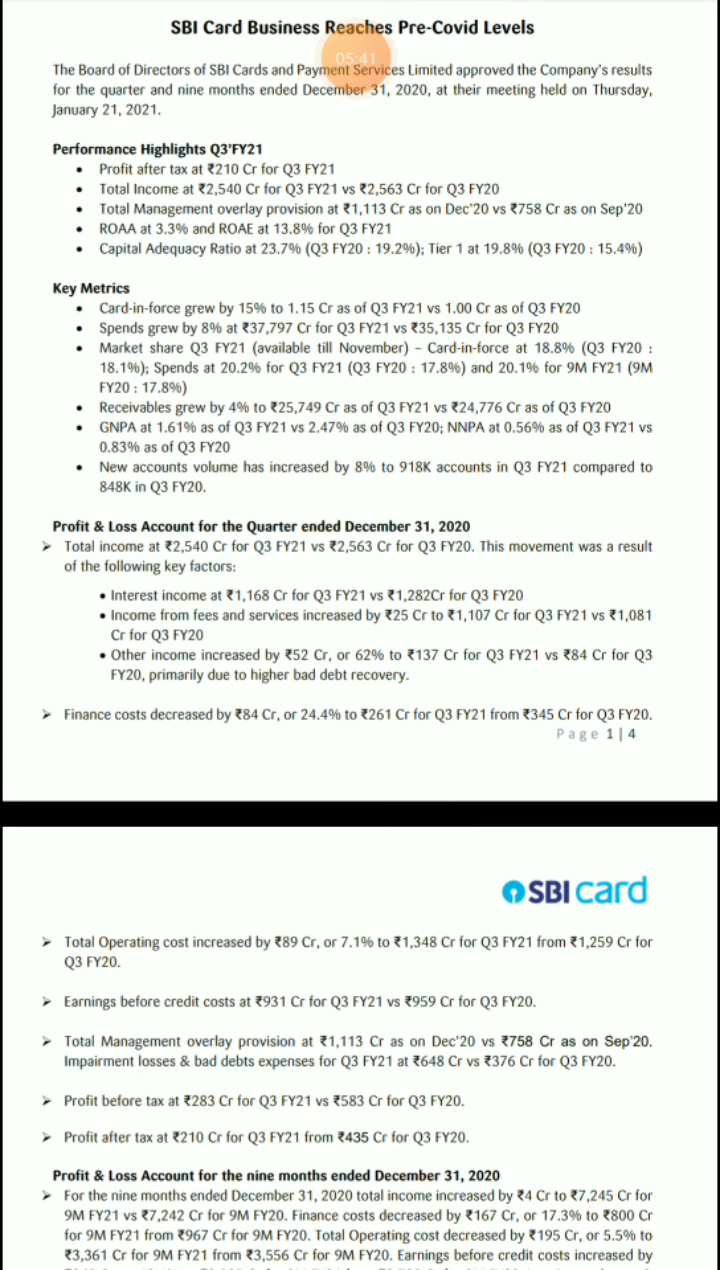 SBI Card Business Reaches Pre-Covid Levels
05:41
The Board of Directors of SBI Cards and Payment Services Limited approved the Company's results
for the quarter and nine months ended December 31, 2020, at their meeting held on Thursday,
January 21, 2021.
Performance Highlights Q3'FY21
• Profit after tax at ₹210 Cr for Q3 FY21
• Total Income at ₹2,540 Cr for Q3 FY21 vs ₹2,563 Cr for Q3 FY20
• Total Management overlay provision at ₹1,113 Cr as on Dec'20 vs ₹758 Cr as on Sep'20
• ROAA at 3.3% and ROAE at 13.8% for Q3 FY21
• Capital Adequacy Ratio at 23.7% (Q3 FY20 : 19.2%); Tier 1 at 19.8% (Q3 FY20 : 15.4%)
Key Metrics
• Card-in-force grew by 15% to 1.15 Cr as of Q3 FY21 vs 1.00 Cr as of Q3 FY20
• Spends grew by 8% at ₹37,797 Cr for Q3 FY21 vs ₹35,135 Cr for Q3 FY20
• Market share Q3 FY21 (available till November) – Card-in-force at 18.8% (Q3 FY20 :
18.1%); Spends at 20.2% for Q3 FY21 (Q3 FY20 : 17.8%) and 20.1% for 9M FY21 (9M
FY20 : 17.8%)
• Receivables grew by 4% to ₹25,749 Cr as of Q3 FY21 vs ₹24,776 Cr as of Q3 FY20
• GNPA at 1.61% as of Q3 FY21 vs 2.47% as of Q3 FY20; NNPA at 0.56% as of Q3 FY21 vs
0.83% as of Q3 FY20
• New accounts volume has increased by 8% to 918K accounts in Q3 FY21 compared to
848K in Q3 FY20.
Profit & Loss Account for the Quarter ended December 31, 2020
➢ Total income at ₹2,540 Cr for Q3 FY21 vs ₹2,563 Cr for Q3 FY20. This movement was a result
of the following key factors:
• Interest income at ₹1,168 Cr for Q3 FY21 vs ₹1,282Cr for Q3 FY20
• Income from fees and services increased by ₹25 Cr to ₹1,107 Cr for Q3 FY21 vs ₹1,081
Cr for Q3 FY20
• Other income increased by ₹52 Cr, or 62% to ₹137 Cr for Q3 FY21 vs ₹84 Cr for Q3
FY20, primarily due to higher bad debt recovery.
➢ Finance costs decreased by ₹84 Cr, or 24.4% to ₹261 Cr for Q3 FY21 from ₹345 Cr for Q3 FY20.
Page 1|4
SBI card
➢ Total Operating cost increased by ₹89 Cr, or 7.1% to ₹1,348 Cr for Q3 FY21 from ₹1,259 Cr for
Q3 FY20.
➢ Earnings before credit costs at ₹931 Cr for Q3 FY21 vs ₹959 Cr for Q3 FY20.
➢ Total Management overlay provision at ₹1,113 Cr as on Dec'20 vs ₹758 Cr as on Sep'20.
Impairment losses & bad debts expenses for Q3 FY21 at ₹648 Cr vs ₹376 Cr for Q3 FY20.
➢ Profit before tax at ₹283 Cr for Q3 FY21 vs ₹583 Cr for Q3 FY20.
➢ Profit after tax at ₹210 Cr for Q3 FY21 from ₹435 Cr for Q3 FY20.
Profit & Loss Account for the nine months ended December 31, 2020
➢ For the nine months ended December 31, 2020 total income increased by ₹4 Cr to ₹7,245 Cr for
9M FY21 vs ₹7,242 Cr for 9M FY20. Finance costs decreased by ₹167 Cr, or 17.3% to ₹800 Cr
for 9M FY21 from ₹967 Cr for 9M FY20. Total Operating cost decreased by ₹195 Cr, or 5.5% to
₹3,361 Cr for 9M FY21 from ₹3,556 Cr for 9M FY20. Earnings before credit costs increased by